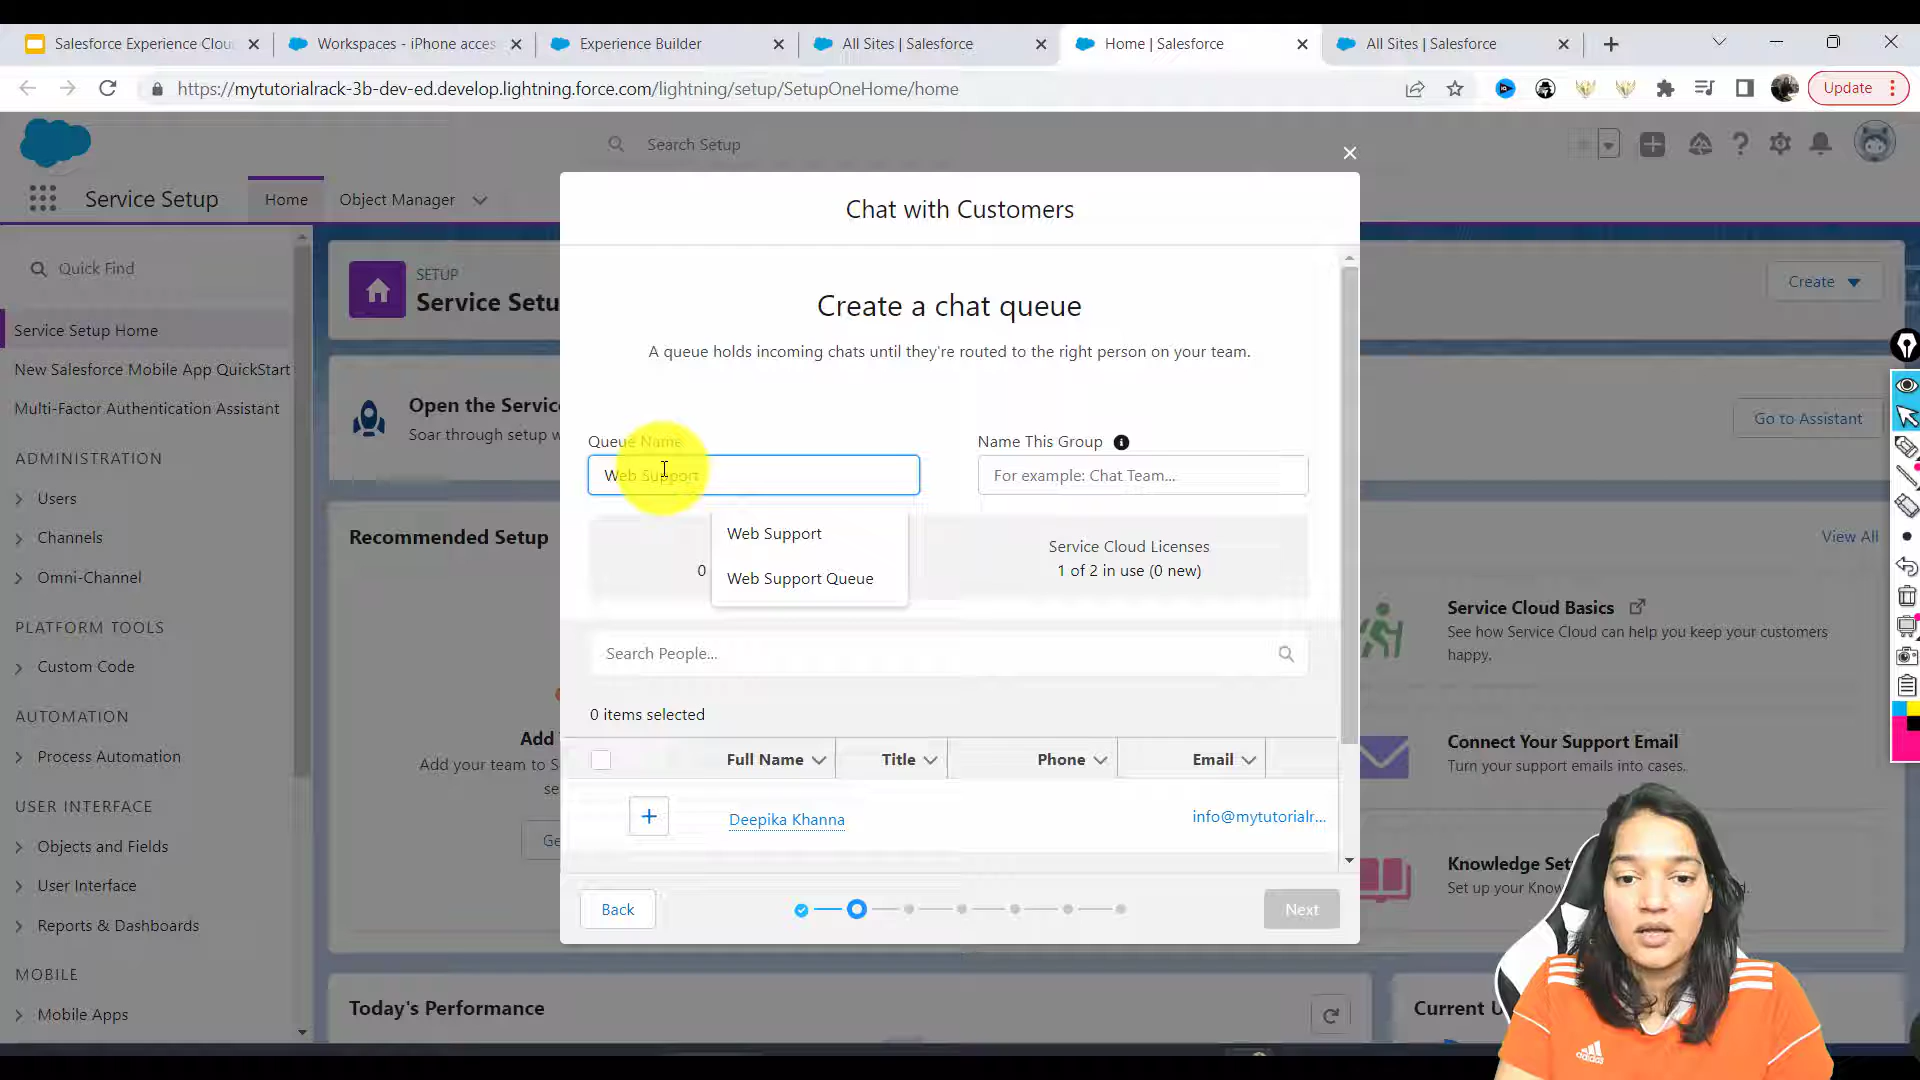 Salesforce Experience Clou
Workspaces - iPhone acces
Experience Builder
All Sites | Salesforce
Home | Salesforce
All Sites | Salesforce
https://mytutorialrack-3b-dev-ed.develop.lightning.force.com/lightning/setup/SetupOneHome/home
Update
Search Setup
Service Setup
Home
Object Manager
Quick Find
Service Setup Home
New Salesforce Mobile App QuickStart
Multi-Factor Authentication Assistant
ADMINISTRATION
Users
Channels
Omni-Channel
PLATFORM TOOLS
Custom Code
AUTOMATION
Process Automation
USER INTERFACE
Objects and Fields
User Interface
Reports & Dashboards
MOBILE
Mobile Apps
SETUP
Service Setu
Create
Open the Servic
Soar through setup w
Go to Assistant
Recommended Setup
View All
Add
Add your team to S
se
Ge
Service Cloud Basics
See how Service Cloud can help you keep your customers
happy.
Connect Your Support Email
Turn your support emails into cases.
Knowledge Set
Set up your Know
d.
Today's Performance
Current U
Chat with Customers
Create a chat queue
A queue holds incoming chats until they're routed to the right person on your team.
Queue Name
Web Support
Name This Group
For example: Chat Team...
Web Support
Web Support Queue
0
Service Cloud Licenses
1 of 2 in use (0 new)
Search People...
0 items selected
Full Name
Title
Phone
Email
Deepika Khanna
info@mytutorialr...
Back
Next
adidas